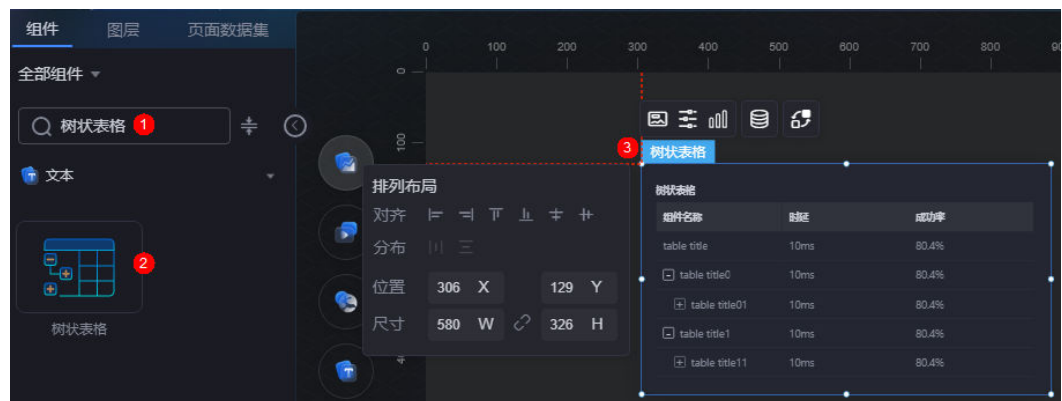 组件 图层 页面数据集
全部组件
树状表格 1
文本
2
树状表格
0 100 200 300 400 500 600 700 800 90
0
100
4
排列布局
对齐
分布
位置 306 X 129 Y
尺寸 580 W 326 H
3 树状表格
树状表格
组件名称 时延 成功率
table title 10ms 80.4%
table title0 10ms 80.4%
table title01 10ms 80.4%
table title1 10ms 80.4%
table title11 10ms 80.4%